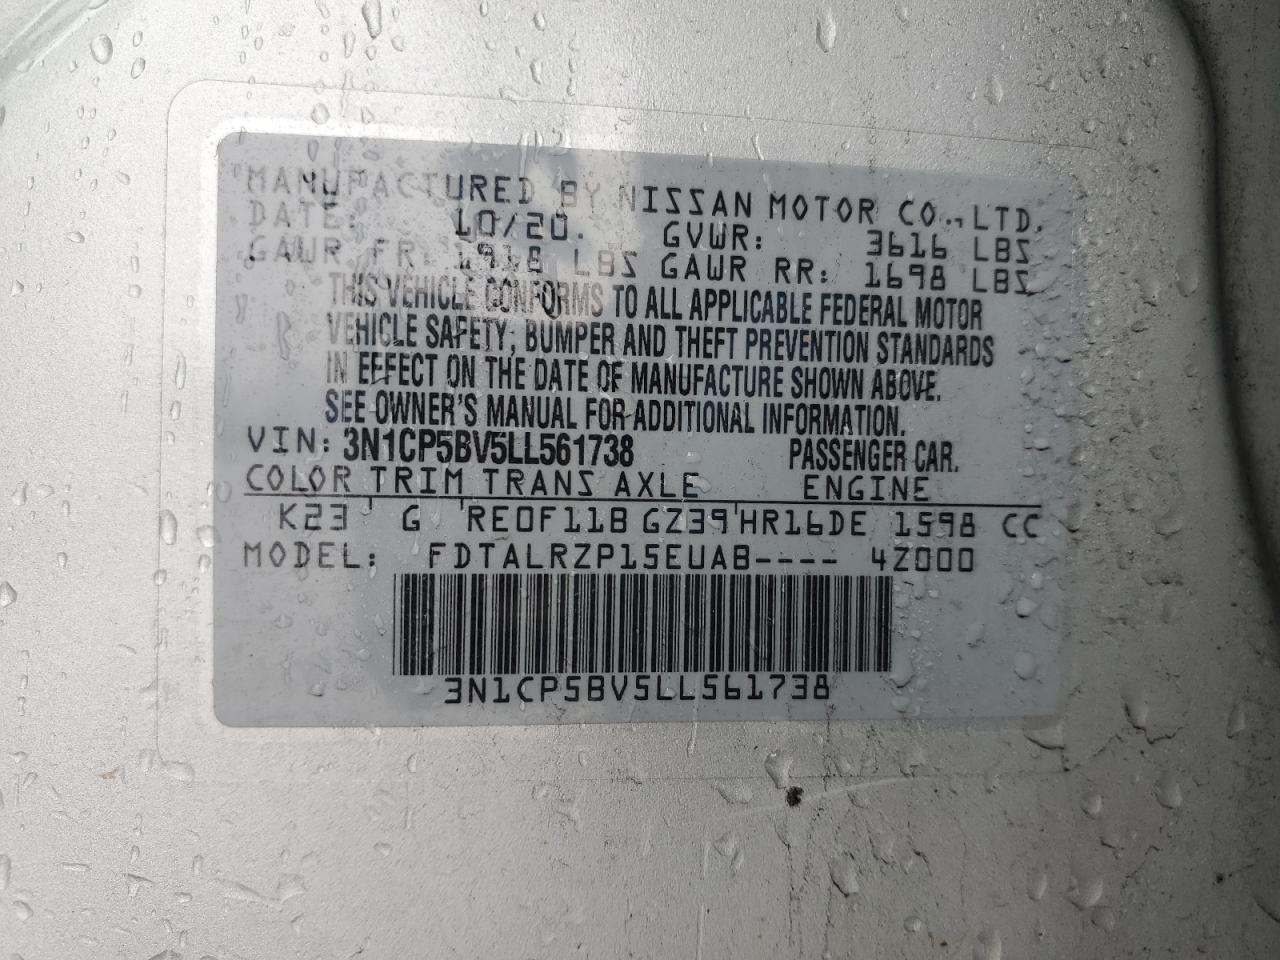 MANUFACTURED BY NISSAN MOTOR CO., LTD.
DATE: 10/20. GVWR: 3616 LBS
GAWR FR: 1918 LBS GAWR RR: 1698 LBS
THIS VEHICLE CONFORMS TO ALL APPLICABLE FEDERAL MOTOR
VEHICLE SAFETY, BUMPER AND THEFT PREVENTION STANDARDS
IN EFFECT ON THE DATE OF MANUFACTURE SHOWN ABOVE.
SEE OWNER'S MANUAL FOR ADDITIONAL INFORMATION.
VIN: 3N1CP5BV5LL561738 PASSENGER CAR.
COLOR TRIM TRANS AXLE ENGINE
K23 G RE0F11B GZ39 HR16DE 1598 CC
MODEL: FDTALRZP15EUAB---- 4Z000
3N1CP5BV5LL561738